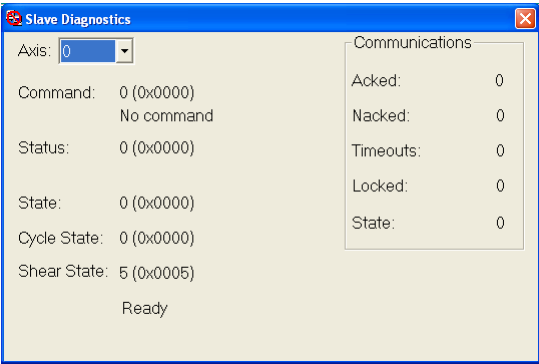 Slave Diagnostics
Axis: 0
Command: 0 (0x0000)
No command
Status: 0 (0x0000)
State: 0 (0x0000)
Cycle State: 0 (0x0000)
Shear State: 5 (0x0005)
Ready
Communications
Acked: 0
Nacked: 0
Timeouts: 0
Locked: 0
State: 0